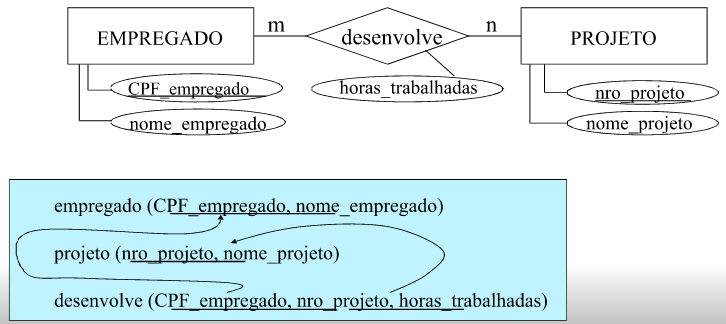 EMPREGADO m desenvolve n PROJETO
CPF_empregado horas_trabalhadas nro_projeto
nome_empregado nome_projeto
empregado (CPF_empregado, nome_empregado)
projeto (nro_projeto, nome_projeto)
desenvolve (CPF_empregado, nro_projeto, horas_trabalhadas)